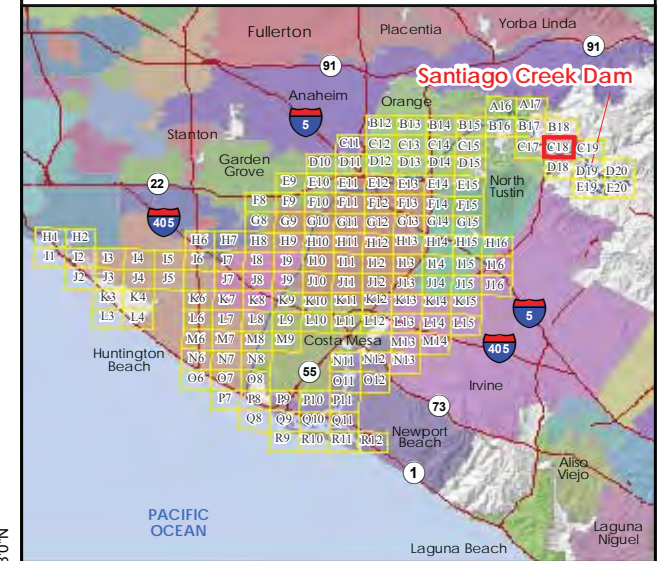 Fullerton Placentia Yorba Linda
91 91
Santiago Creek Dam
Anaheim Orange
5
A16 A17
B12 B13 B14 B15 B16 B17 B18
Stanton
C11 C12 C13 C14 C15 C17 C18 C19
Garden
Grove
D10 D11 D12 D13 D14 D15 D18 D19 D20
North
Tustin
E9 E10 E11 E12 E13 E14 E15 E19 E20
22
F8 F9 F10 F11 F12 F13 F14 F15
405
G8 G9 G10 G11 G12 G13 G14 G15
H1 H2 H6 H7 H8 H9 H10 H11 H12 H13 H14 H15 H16
I1 I2 I3 I4 I5 I6 I7 I8 I9 I10 I11 I12 I13 I14 I15 I16
J2 J3 J4 J5 J7 J8 J9 J10 J11 J12 J13 J14 J15 J16
K3 K4 K6 K7 K8 K9 K10 K11 K12 K13 K14 K15
5
L3 L4 L6 L7 L8 L9 L10 L11 L12 L13 L14 L15
M6 M7 M8 M9 Costa Mesa M13 M14
405
Huntington
Beach
N6 N7 N8 N11 N12 N13
55
O6 O7 O8 O11 O12
Irvine
P7 P8 P9 P10 P11
73
Q8 Q9 Q10 Q11
Newport
Beach
R9 R10 R11 R12
1
Aliso
Viejo
PACIFIC
OCEAN
Laguna
Niguel
Laguna Beach